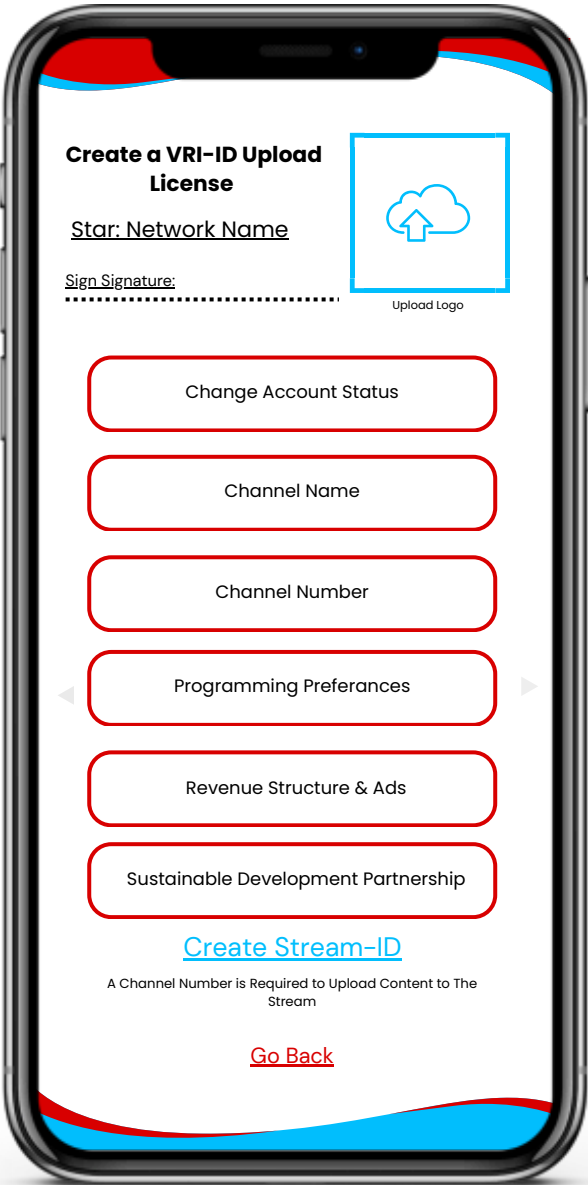 Create a VRI-ID Upload
License
Star: Network Name
Sign Signature:
Upload Logo
Change Account Status
Channel Name
Channel Number
Programming Preferances
Revenue Structure & Ads
Sustainable Development Partnership
Create Stream-ID
A Channel Number is Required to Upload Content to The
Stream
Go Back